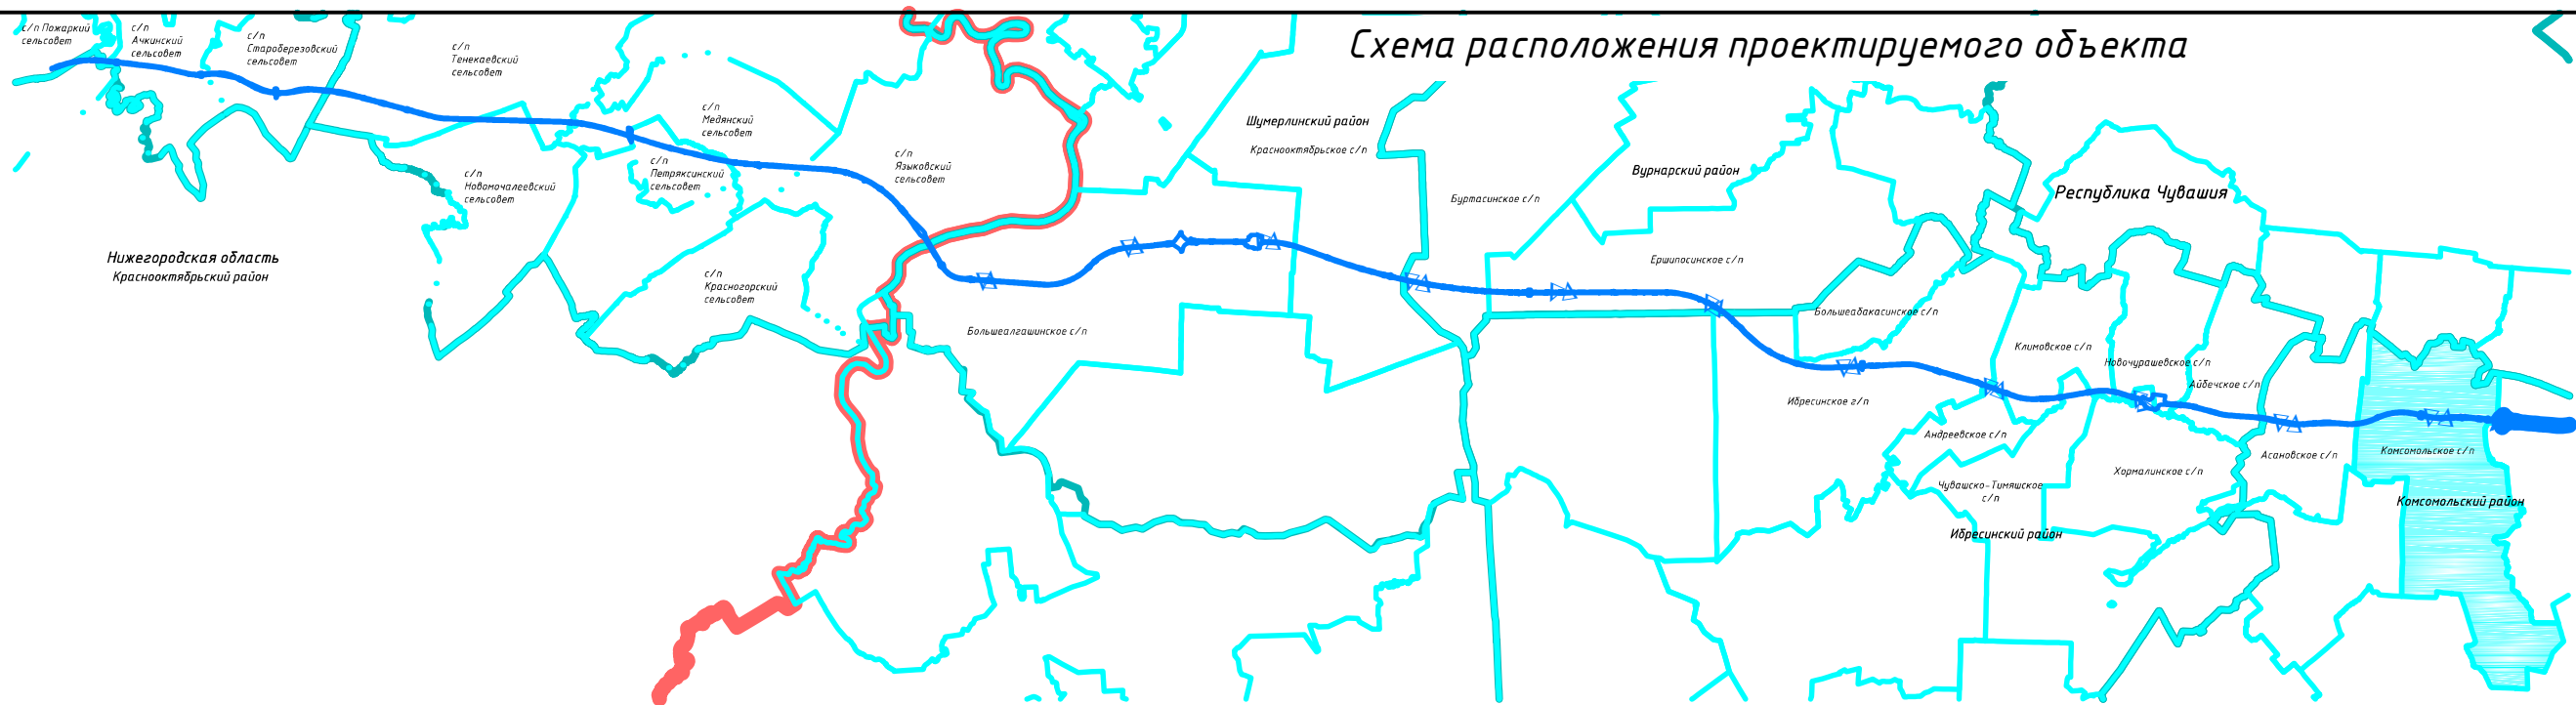 Схема расположения проектируемого объекта
с/п Пожаркий
сельсовет
с/п
Ачкинский
сельсовет
с/п
Староберезовский
сельсовет
с/п
Тенекаевский
сельсовет
с/п
Медянский
сельсовет
с/п
Петряксинский
сельсовет
с/п
Новомочалеевский
сельсовет
с/п
Языковский
сельсовет
Нижегородская область
Краснооктябрьский район
с/п
Красногорский
сельсовет
Большеалгашинское с/п
Шумерлинский район
Краснооктябрьское с/п
Буртасинское с/п
Вурнарский район
Ершипосинское с/п
Республика Чувашия
Большеабакасинское с/п
Климовское с/п
Новочурашевское с/п
Айбечское с/п
Ибресинское г/п
Андреевское с/п
Чувашско-Тимяшское
с/п
Хормалинское с/п
Ибресинский район
Асановское с/п
Комсомольское с/п
Комсомольский район